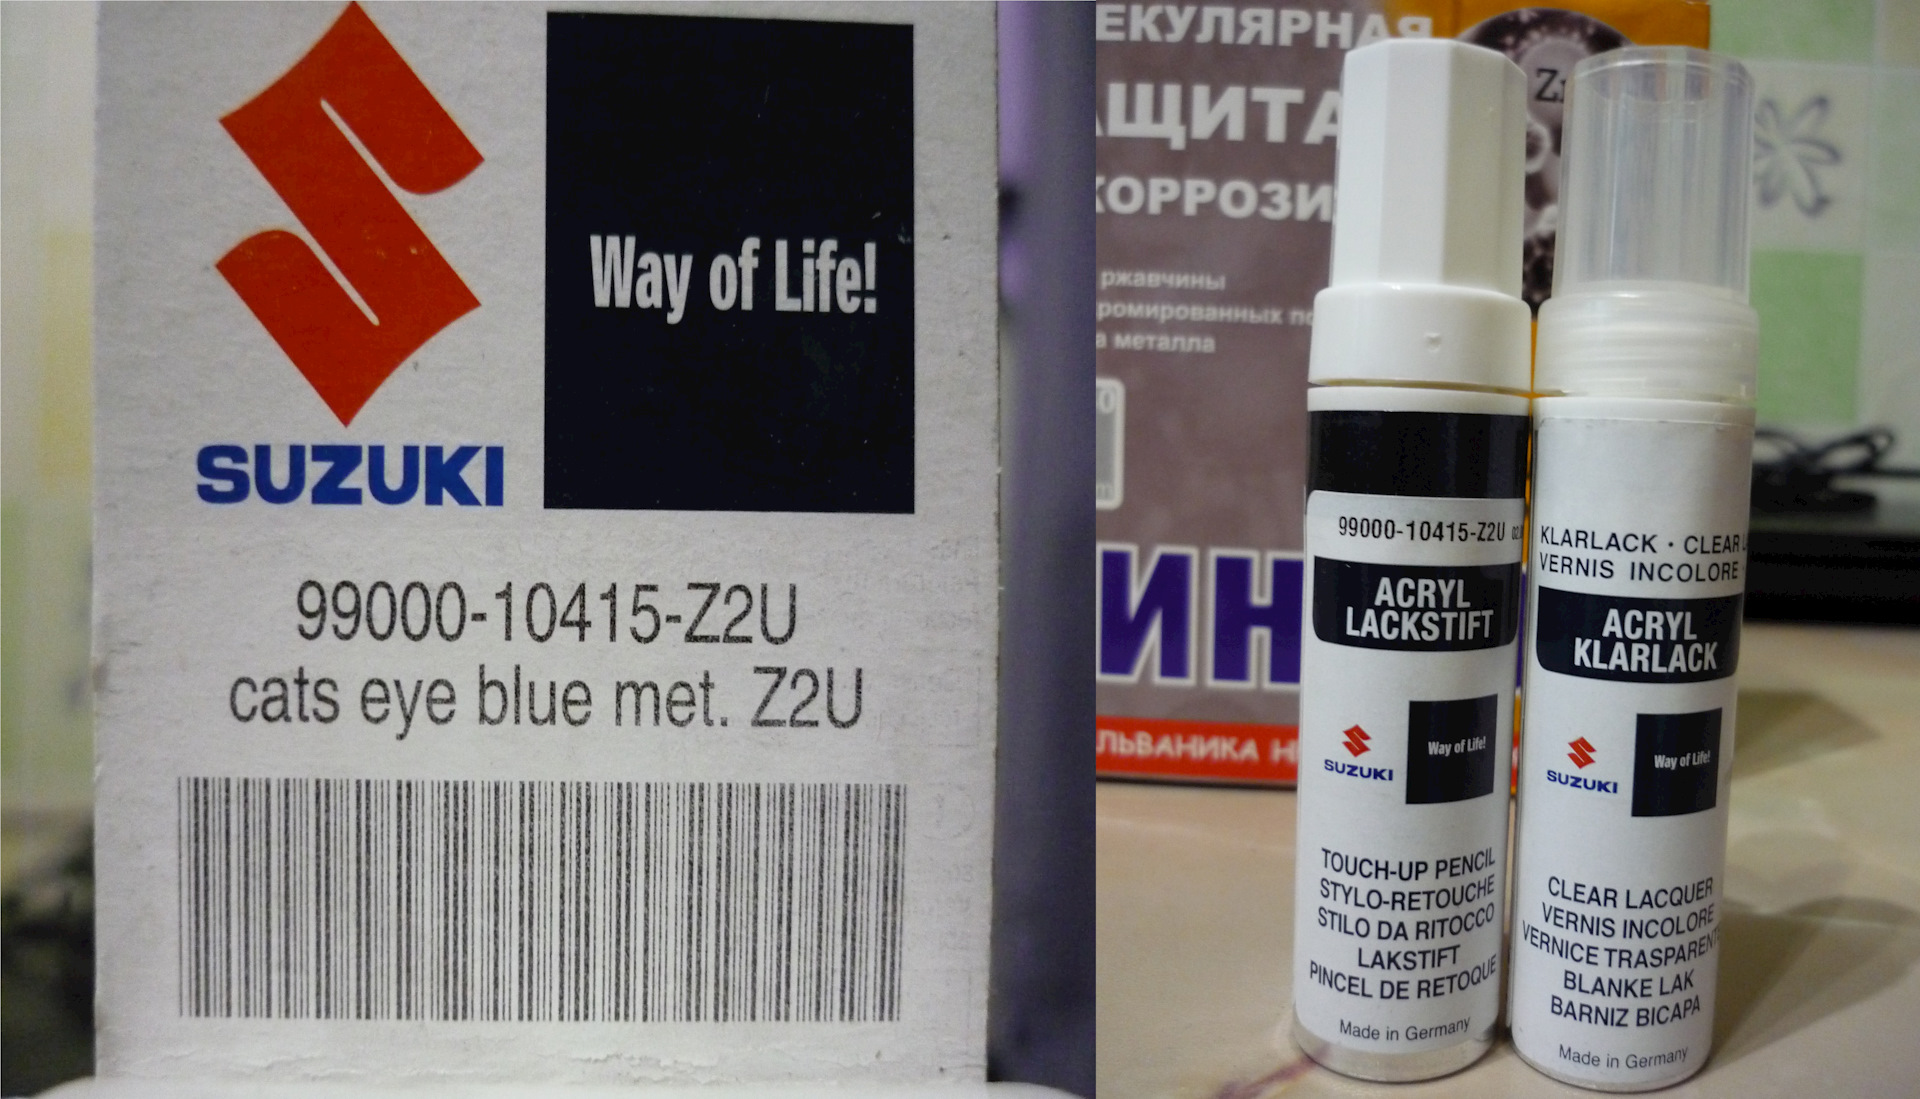 Way of Life!
SUZUKI
99000-10415-Z2U
cats eye blue met. Z2U
ЕКУЛЯРНАЯ
ЩИТА
КОРРОЗИ
ржавчины
ромированных
металла
ИН
ЛЬВАНИКА
99000-10415-Z2U
ACRYL
LACKSTIFT
Way of Life!
SUZUKI
TOUCH-UP PENCIL
STYLO-RETOUCHE
STILO DA RITOCCO
LAKSTIFT
PINCEL DE RETOQUE
Made in Germany
KLARLACK · CLEAR
VERNIS INCOLORE
ACRYL
KLARLACK
Way of Life!
SUZUKI
CLEAR LACQUER
VERNIS INCOLORE
VERNICE TRASPARENT
BLANKE LAK
BARNIZ BICAPA
Made in Germany